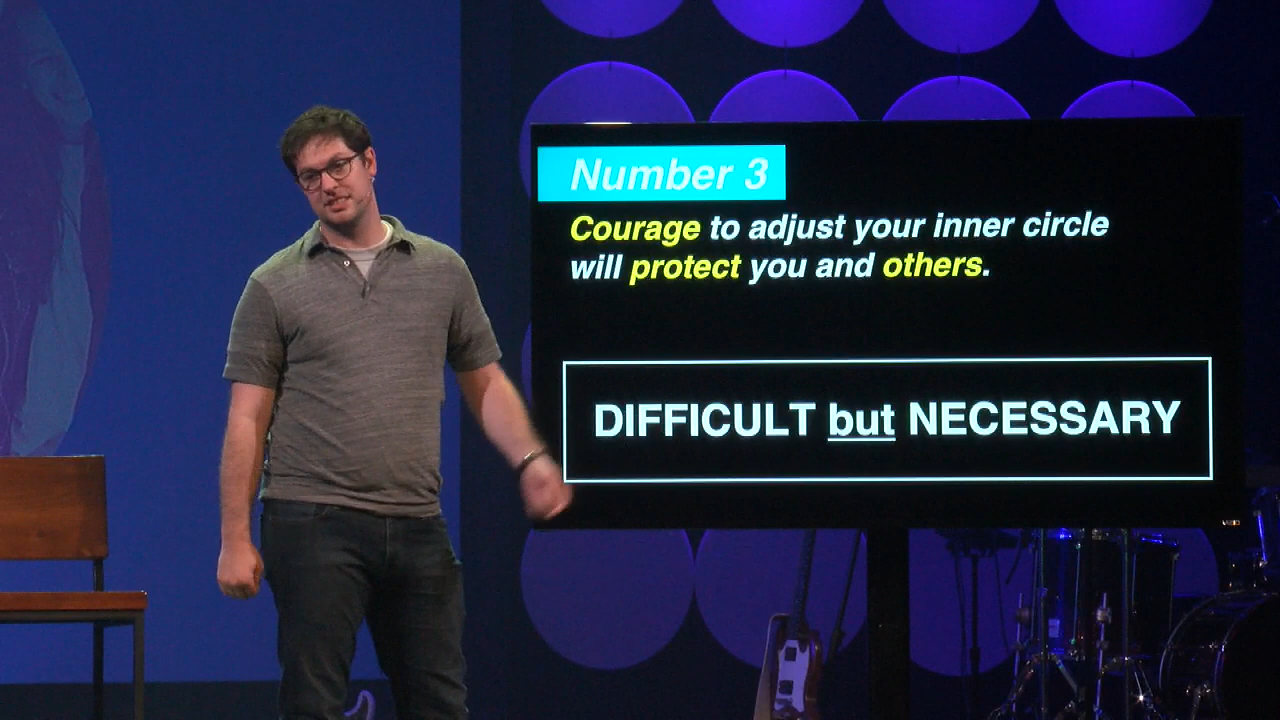 Number 3
Courage to adjust your inner circle
will protect you and others.
DIFFICULT but NECESSARY